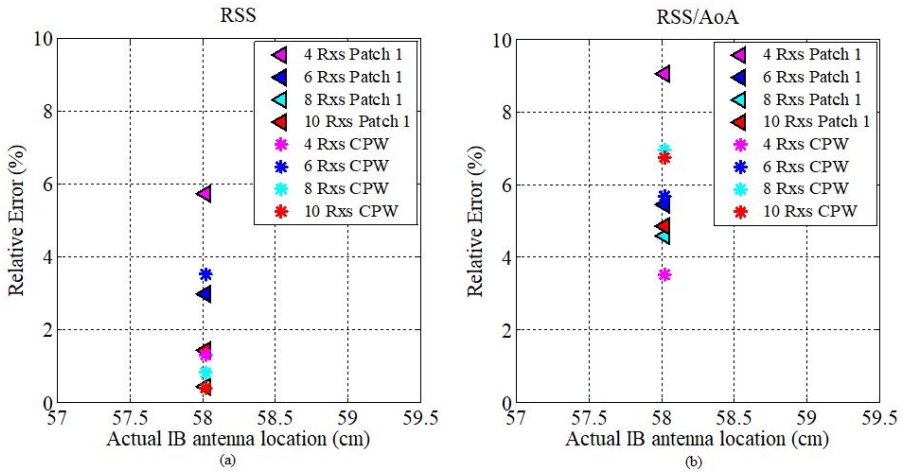 RSS
Relative Error (%)
10
8
6
4
2
0
4 Rxs Patch 1
6 Rxs Patch 1
8 Rxs Patch 1
10 Rxs Patch 1
4 Rxs CPW
6 Rxs CPW
8 Rxs CPW
10 Rxs CPW
57 57.5 58 58.5 59 59.5
Actual IB antenna location (cm)
(a)
RSS/AoA
Relative Error (%)
10
8
6
4
2
0
4 Rxs Patch 1
6 Rxs Patch 1
8 Rxs Patch 1
10 Rxs Patch 1
4 Rxs CPW
6 Rxs CPW
8 Rxs CPW
10 Rxs CPW
57 57.5 58 58.5 59 59.5
Actual IB antenna location (cm)
(b)